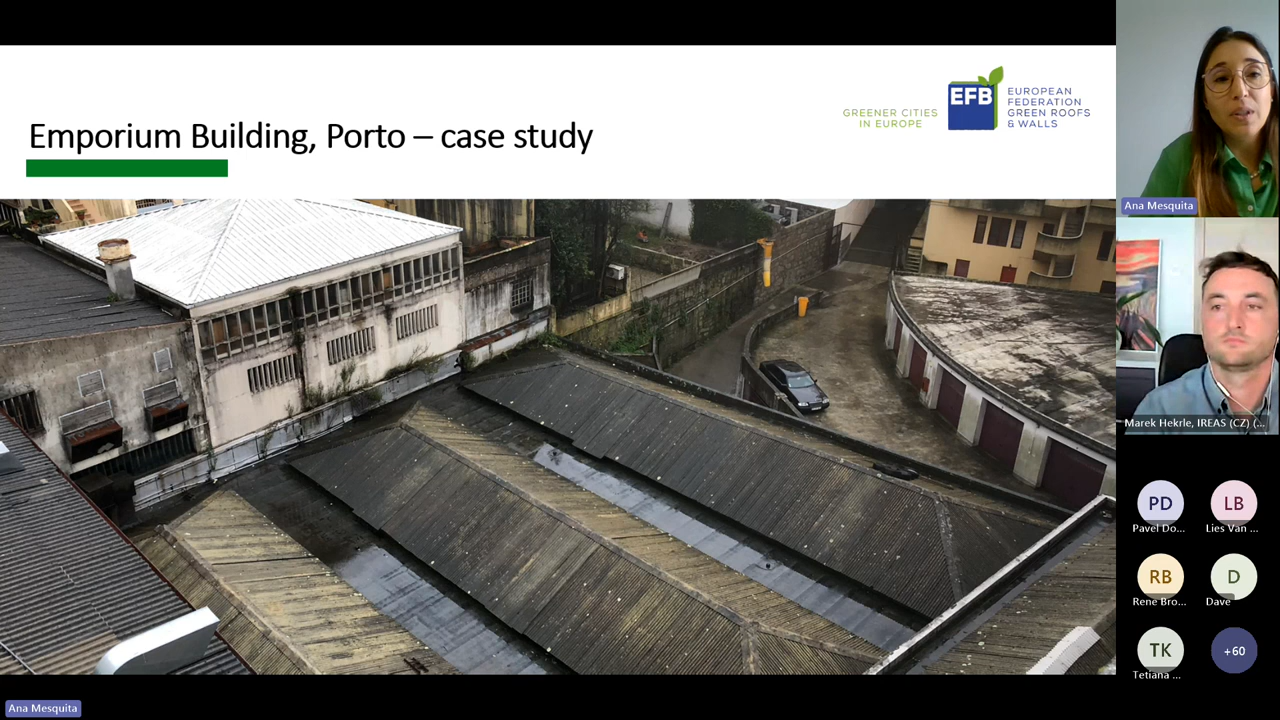 Emporium Building, Porto – case study
GREENER CITIES
IN EUROPE
EFB
EUROPEAN
FEDERATION
GREEN ROOFS
& WALLS
Ana Mesquita
Marek Hekrle, IREAS (CZ) (...
PD
Pavel Do...
LB
Lies Van ...
RB
Rene Bro...
D
Dave
TK
Tetiana ...
+60
Ana Mesquita